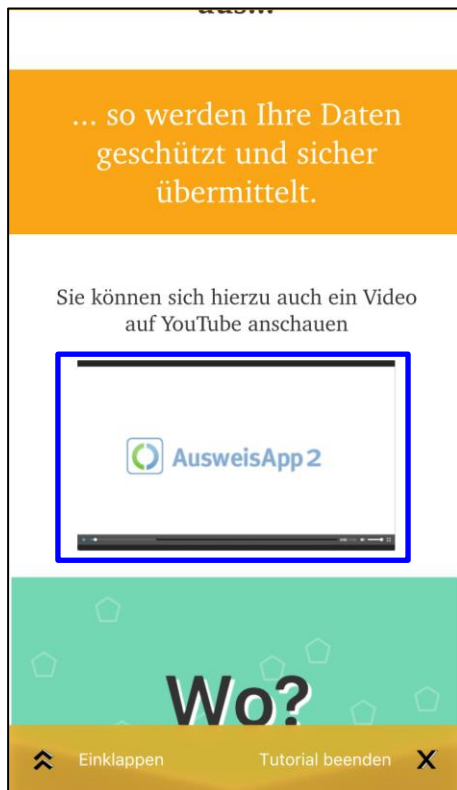 ... so werden Ihre Daten
geschützt und sicher
übermittelt.
Sie können sich hierzu auch ein Video
auf YouTube anschauen
AusweisApp2
Wo?
Einklappen
Tutorial beenden
X